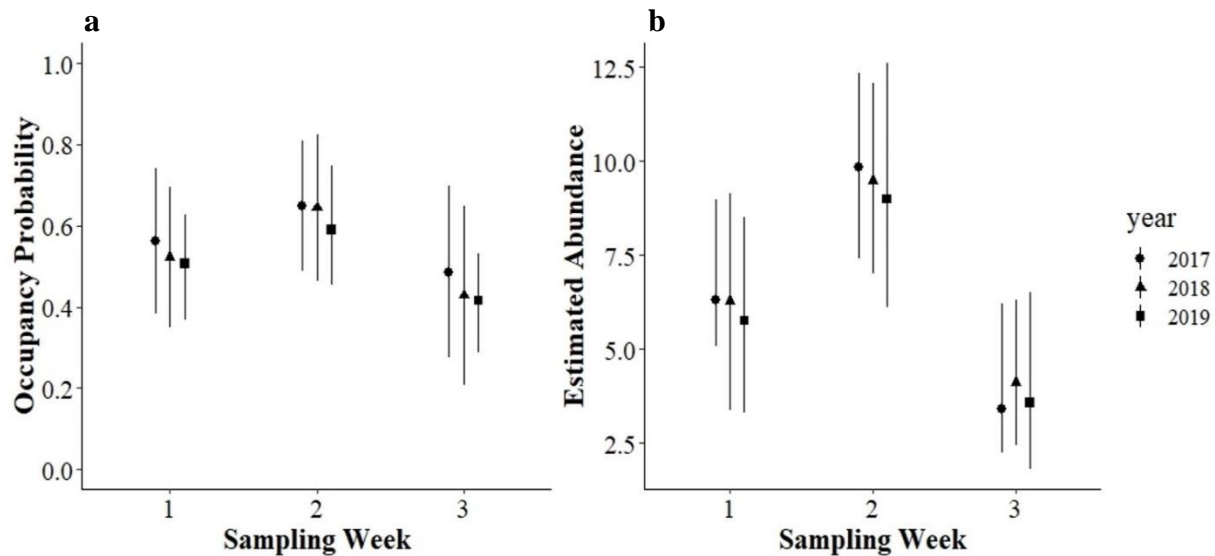 a
Occupancy Probability
1.0
0.8
0.6
0.4
0.2
0.0
1 2 3
Sampling Week
b
Estimated Abundance
12.5
10.0
7.5
5.0
2.5
1 2 3
Sampling Week
year
2017
2018
2019